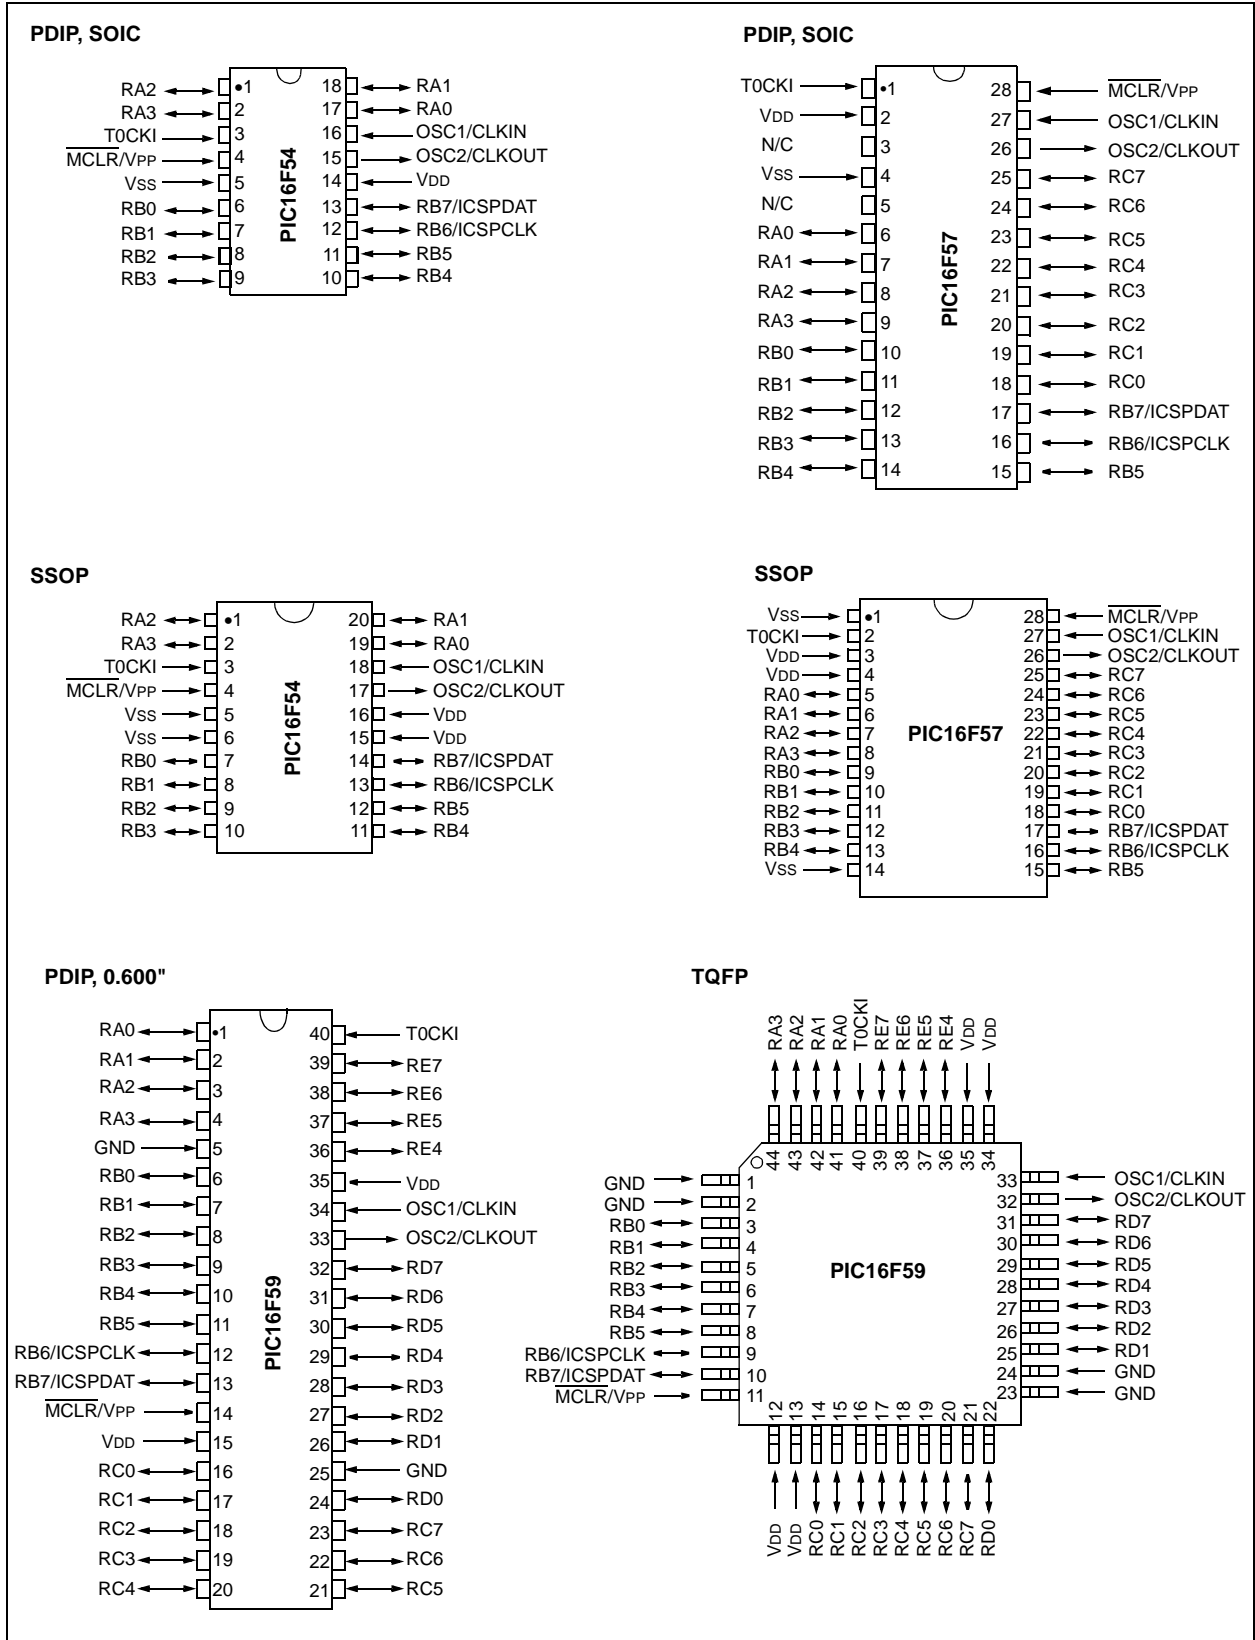 PDIP, SOIC
RA2 •1 18 RA1
RA3 2 17 RA0
T0CKI 3 16 OSC1/CLKIN
MCLR/VPP 4 15 OSC2/CLKOUT
VSS 5 14 VDD
RB0 6 13 RB7/ICSPDAT
RB1 7 12 RB6/ICSPCLK
RB2 8 11 RB5
RB3 9 10 RB4
PIC16F54
PDIP, SOIC
T0CKI •1 28 MCLR/VPP
VDD 2 27 OSC1/CLKIN
N/C 3 26 OSC2/CLKOUT
VSS 4 25 RC7
N/C 5 24 RC6
RA0 6 23 RC5
RA1 7 22 RC4
RA2 8 21 RC3
RA3 9 20 RC2
RB0 10 19 RC1
RB1 11 18 RC0
RB2 12 17 RB7/ICSPDAT
RB3 13 16 RB6/ICSPCLK
RB4 14 15 RB5
PIC16F57
SSOP
RA2 •1 20 RA1
RA3 2 19 RA0
T0CKI 3 18 OSC1/CLKIN
MCLR/VPP 4 17 OSC2/CLKOUT
VSS 5 16 VDD
VSS 6 15 VDD
RB0 7 14 RB7/ICSPDAT
RB1 8 13 RB6/ICSPCLK
RB2 9 12 RB5
RB3 10 11 RB4
PIC16F54
SSOP
VSS •1 28 MCLR/VPP
T0CKI 2 27 OSC1/CLKIN
VDD 3 26 OSC2/CLKOUT
VDD 4 25 RC7
RA0 5 24 RC6
RA1 6 23 RC5
RA2 7 22 RC4
RA3 8 21 RC3
RB0 9 20 RC2
RB1 10 19 RC1
RB2 11 18 RC0
RB3 12 17 RB7/ICSPDAT
RB4 13 16 RB6/ICSPCLK
VSS 14 15 RB5
PIC16F57
PDIP, 0.600"
RA0 •1 40 T0CKI
RA1 2 39 RE7
RA2 3 38 RE6
RA3 4 37 RE5
GND 5 36 RE4
RB0 6 35 VDD
RB1 7 34 OSC1/CLKIN
RB2 8 33 OSC2/CLKOUT
RB3 9 32 RD7
RB4 10 31 RD6
RB5 11 30 RD5
RB6/ICSPCLK 12 29 RD4
RB7/ICSPDAT 13 28 RD3
MCLR/VPP 14 27 RD2
VDD 15 26 RD1
RC0 16 25 GND
RC1 17 24 RD0
RC2 18 23 RC7
RC3 19 22 RC6
RC4 20 21 RC5
PIC16F59
TQFP
RA3 RA2 RA1 RA0 T0CKI RE7 RE6 RE5 RE4 VDD VDD
44 43 42 41 40 39 38 37 36 35 34
GND 1 33 OSC1/CLKIN
GND 2 32 OSC2/CLKOUT
RB0 3 31 RD7
RB1 4 30 RD6
RB2 5 29 RD5
RB3 6 28 RD4
RB4 7 27 RD3
RB5 8 26 RD2
RB6/ICSPCLK 9 25 RD1
RB7/ICSPDAT 10 24 GND
MCLR/VPP 11 23 GND
PIC16F59
12 13 14 15 16 17 18 19 20 21 22
VDD VDD RC0 RC1 RC2 RC3 RC4 RC5 RC6 RC7 RD0